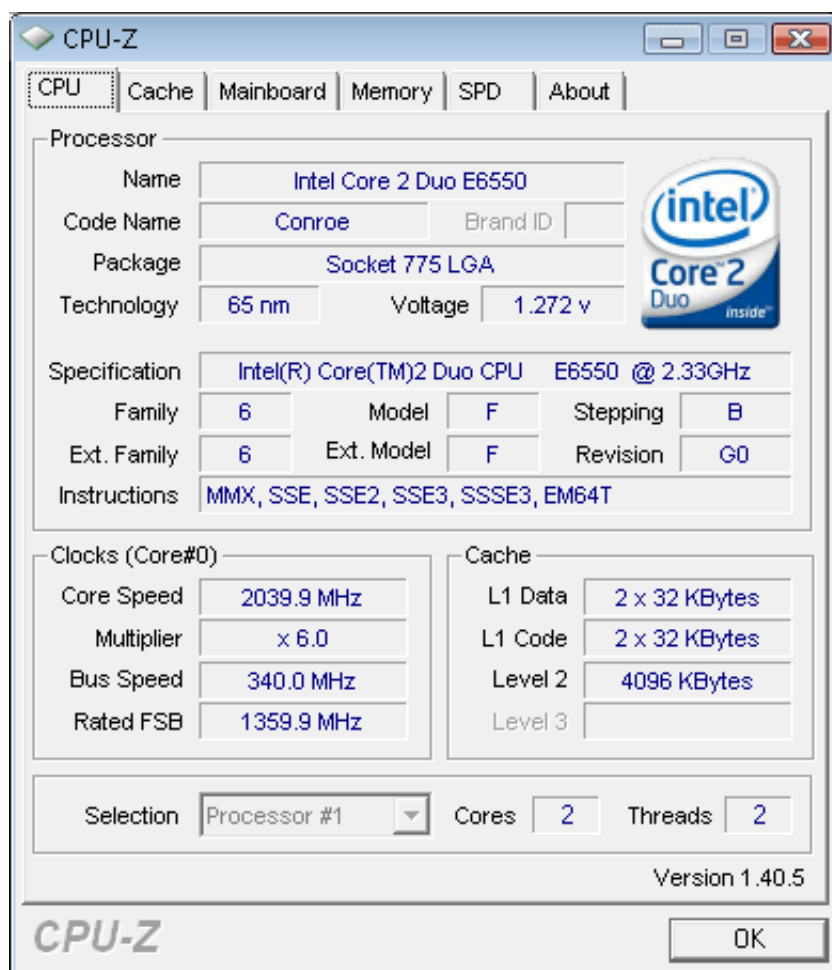 CPU-Z
CPU Cache Mainboard Memory SPD About
Processor
Name Intel Core 2 Duo E6550
Code Name Conroe Brand ID
Package Socket 775 LGA
Technology 65 nm Voltage 1.272 v
intel
Core™2
Duo
inside™
Specification Intel(R) Core(TM)2 Duo CPU E6550 @ 2.33GHz
Family 6 Model F Stepping B
Ext. Family 6 Ext. Model F Revision G0
Instructions MMX, SSE, SSE2, SSE3, SSSE3, EM64T
Clocks (Core#0)
Core Speed 2039.9 MHz
Multiplier x 6.0
Bus Speed 340.0 MHz
Rated FSB 1359.9 MHz
Cache
L1 Data 2 x 32 KBytes
L1 Code 2 x 32 KBytes
Level 2 4096 KBytes
Level 3
Selection Processor #1 Cores 2 Threads 2
Version 1.40.5
CPU-Z OK